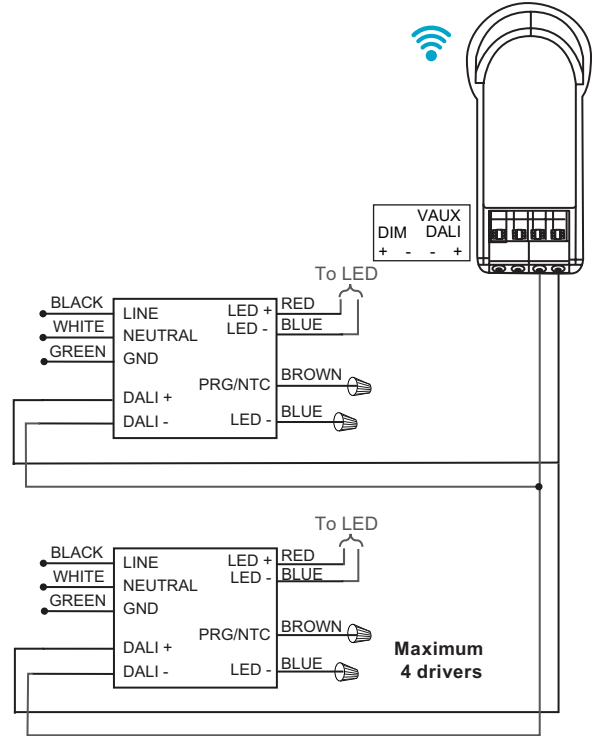 VAUX
DIM DALI
+ - - +
To LED
BLACK LINE LED + RED
WHITE NEUTRAL LED - BLUE
GREEN GND
PRG/NTC BROWN
DALI +
DALI - LED - BLUE
To LED
BLACK LINE LED + RED
WHITE NEUTRAL LED - BLUE
GREEN GND
PRG/NTC BROWN
DALI +
DALI - LED - BLUE
Maximum
4 drivers